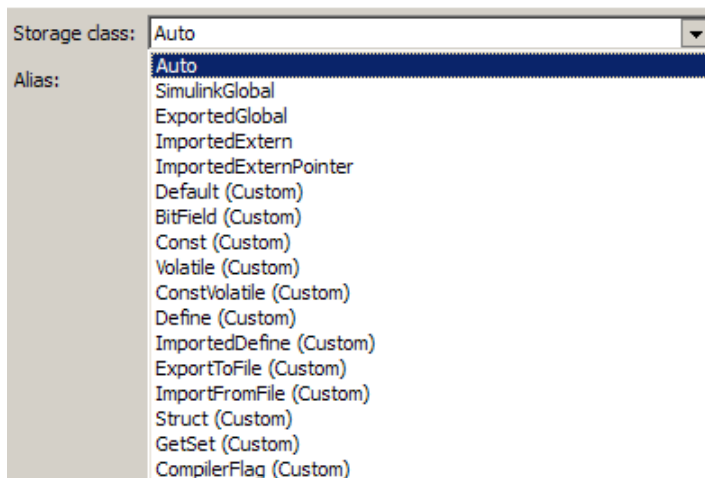 Storage class: Auto
Alias:
Auto
SimulinkGlobal
ExportedGlobal
ImportedExtern
ImportedExternPointer
Default (Custom)
BitField (Custom)
Const (Custom)
Volatile (Custom)
ConstVolatile (Custom)
Define (Custom)
ImportedDefine (Custom)
ExportToFile (Custom)
ImportFromFile (Custom)
Struct (Custom)
GetSet (Custom)
CompilerFlag (Custom)